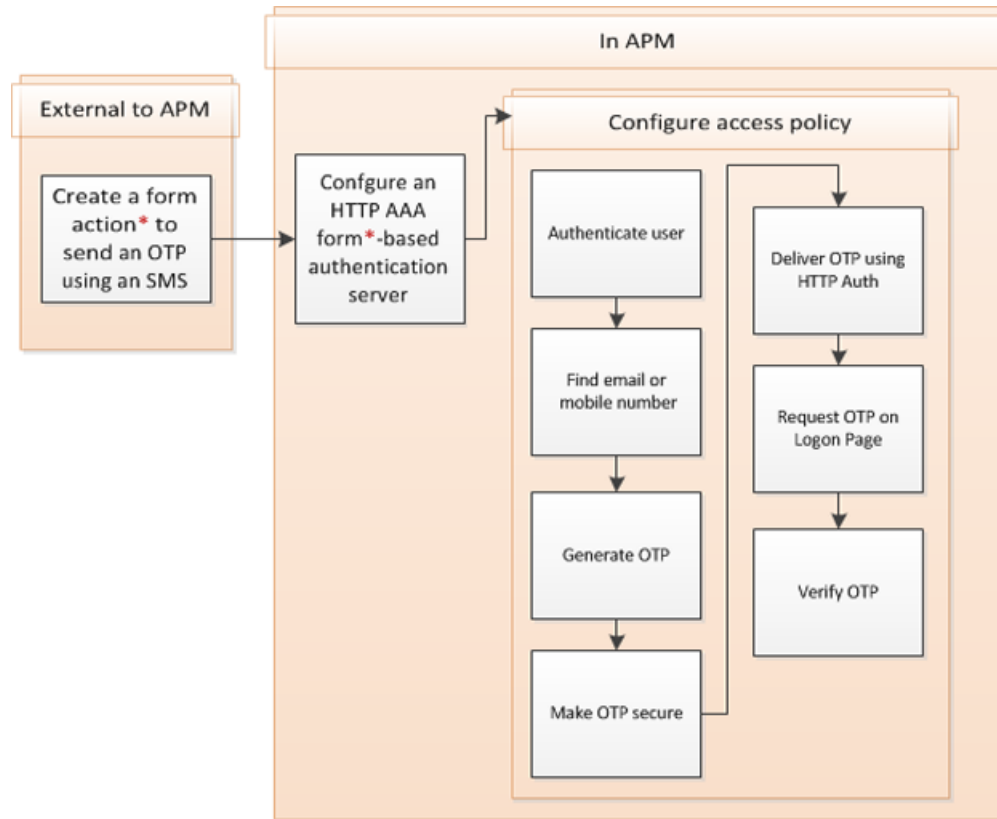 In APM
External to APM
Create a form
action* to
send an OTP
using an SMS
Confgure an
HTTP AAA
form*-based
authentication
server
Configure access policy
Authenticate user
Find email or
mobile number
Generate OTP
Make OTP secure
Deliver OTP using
HTTP Auth
Request OTP on
Logon Page
Verify OTP